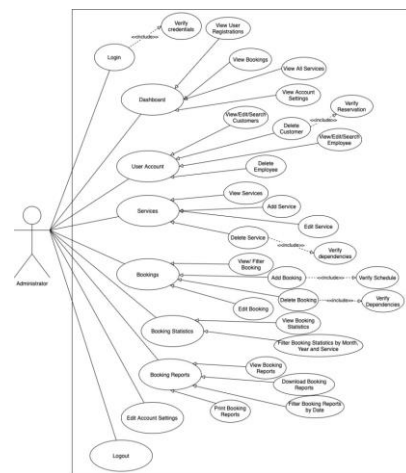 Verify
credentials
<<include>>
Login
View User
Registrations
View Bookings
Dashboard
View All Services
View Account
Settings
View/Edit/Search
Customers
Verify
Reservation
<<include>>
Delete
Customer
User Account
View/Edit/Search
Employee
Delete
Employee
View Services
Services
Add Service
Edit Service
Delete Service
<<include>>
Verify
dependencies
Administrator
View/ Filter
Booking
Bookings
Add Booking
<<include>>
Verify Schedule
Delete Booking
<<include>>
Verify
Dependencies
Edit Booking
View Booking
Statistics
Booking Statistics
Filter Booking Statistics by Month,
Year and Service
View Booking
Reports
Booking Reports
Download Booking
Reports
Filter Booking Reports
by Date
Print Booking
Reports
Edit Account Settings
Logout